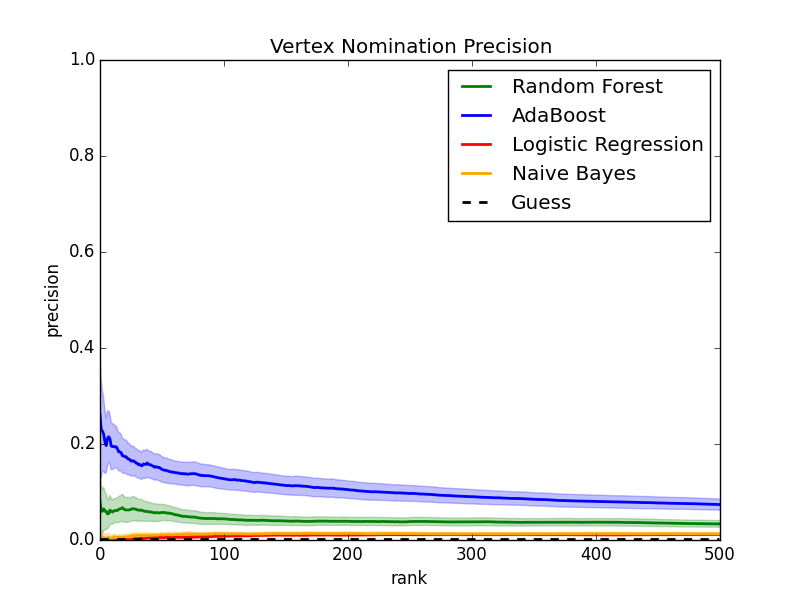 Vertex Nomination Precision
1.0
0.8
0.6
0.4
0.2
0.0
precision
Random Forest
AdaBoost
Logistic Regression
Naive Bayes
Guess
0 100 200 300 400 500
rank